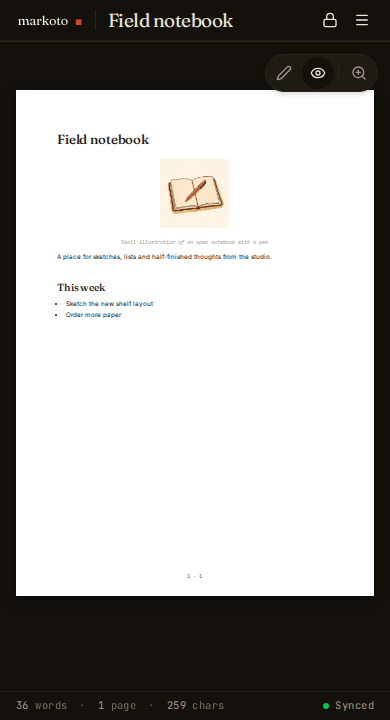 markoto
Field notebook
Field notebook
Small illustration of an open notebook with a pen
A place for sketches, lists and half-finished thoughts from the studio.
This week
Sketch the new shelf layout
Order more paper
1 - 1
36 words · 1 page · 259 chars
Synced